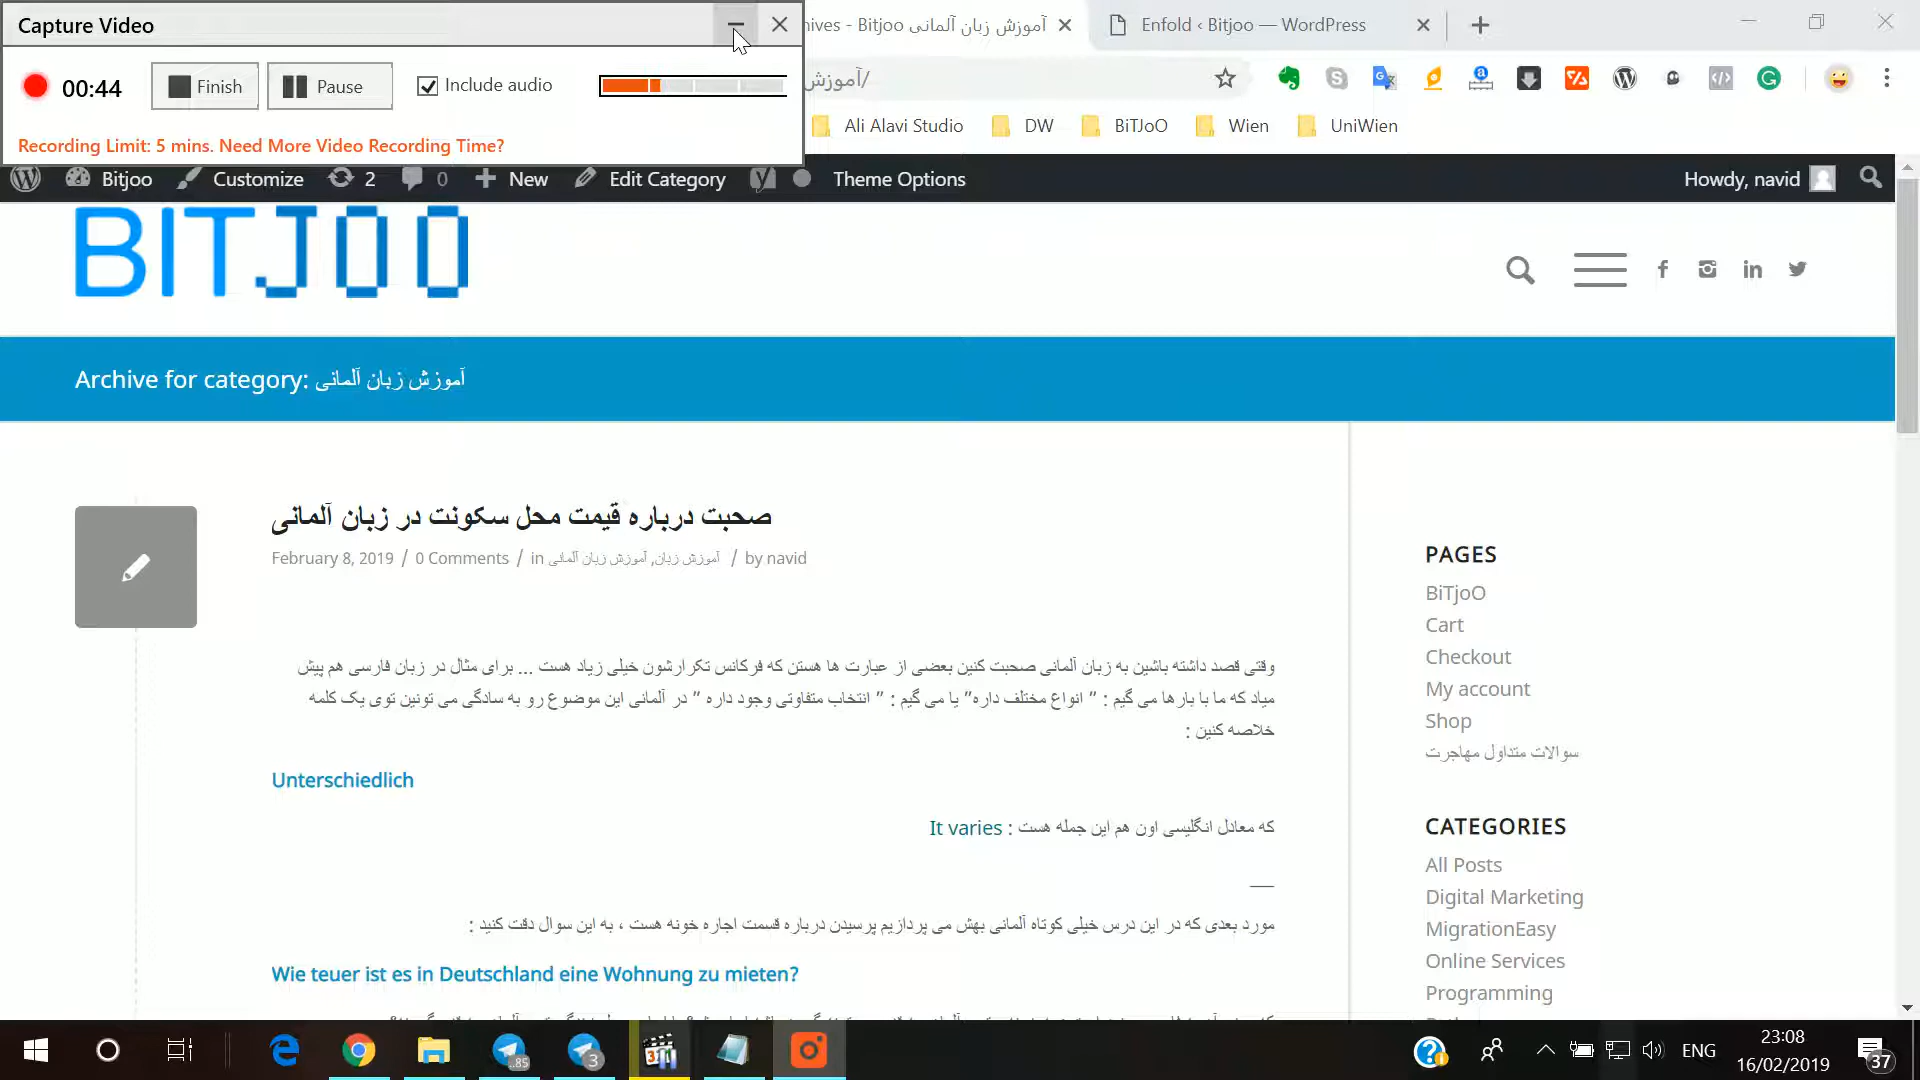 Capture Video
00:44
Finish
Pause
Include audio
Recording Limit: 5 mins. Need More Video Recording Time?
آموزش زبان آلمانی Archives - Bitjoo
Enfold ‹ Bitjoo — WordPress
آموزش/
Ali Alavi Studio
DW
BiTJoO
Wien
UniWien
Bitjoo
Customize
2
0
New
Edit Category
Theme Options
Howdy, navid
BITJOO
Archive for category: آموزش زبان آلمانی
صحبت درباره قیمت محل سکونت در زبان آلمانی
February 8, 2019 / 0 Comments / in آموزش زبان, آموزش زبان آلمانی / by navid
وقتی قصد داشته باشین به زبان آلمانی صحبت کنین بعضی از عبارت ها هستن که فرکانس تکرارشون خیلی زیاد هست ... برای مثال در زبان فارسی هم پیش
میاد که ما با بارها می گیم : ” انواع مختلف داره” یا می گیم : ” انتخاب متفاوتی وجود داره ” در آلمانی این موضوع رو به سادگی می تونین توی یک کلمه
خلاصه کنین :
Unterschiedlich
که معادل انگلیسی اون هم این جمله هست : It varies
—
مورد بعدی که در این درس خیلی کوتاه آلمانی بهش می پردازیم پرسیدن درباره قسمت اجاره خونه هست ، به این سوال دقت کنید :
Wie teuer ist es in Deutschland eine Wohnung zu mieten?
PAGES
BiTjoO
Cart
Checkout
My account
Shop
سوالات متداول مهاجرت
CATEGORIES
All Posts
Digital Marketing
MigrationEasy
Online Services
Programming
85
3
ENG
23:08
16/02/2019
37